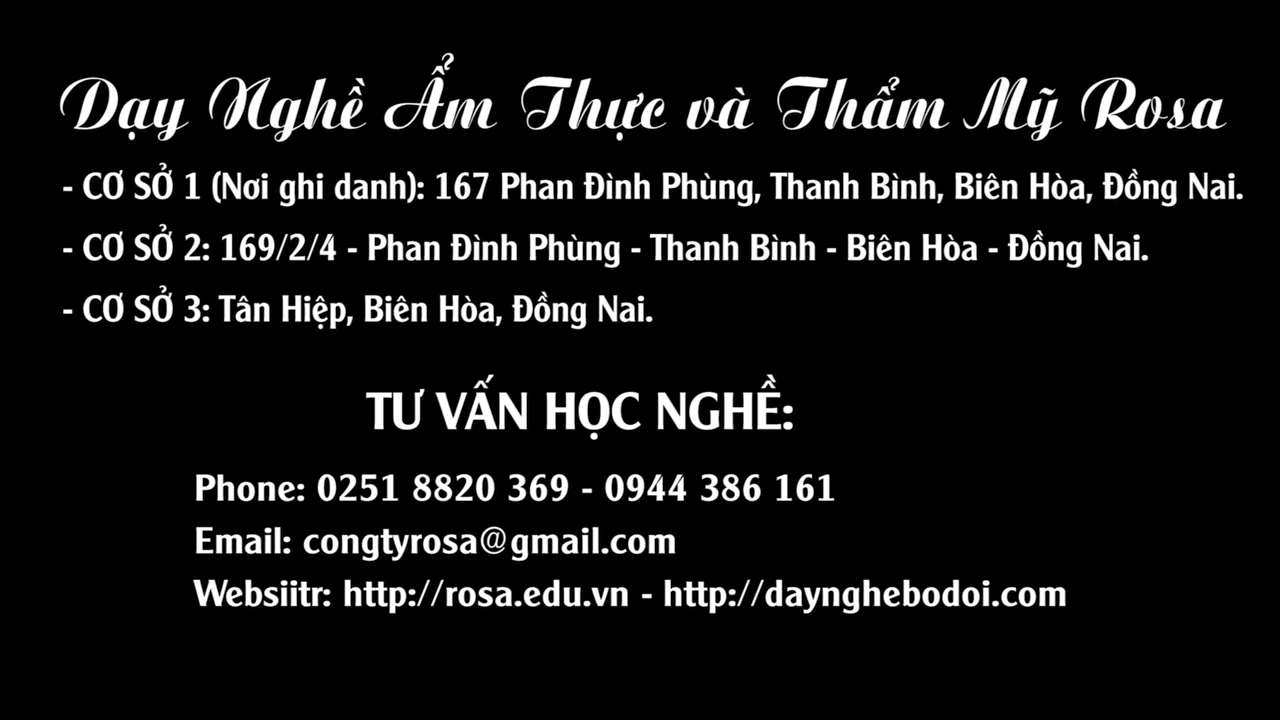 Dạy Nghề Ẩm Thực và Thẩm Mỹ Rosa
- CƠ SỞ 1 (Nơi ghi danh): 167 Phan Đình Phùng, Thanh Bình, Biên Hòa, Đồng Nai.
- CƠ SỞ 2: 169/2/4 - Phan Đình Phùng - Thanh Bình - Biên Hòa - Đồng Nai.
- CƠ SỞ 3: Tân Hiệp, Biên Hòa, Đồng Nai.
TƯ VẤN HỌC NGHỀ:
Phone: 0251 8820 369 - 0944 386 161
Email: congtyrosa@gmail.com
Websiitr: http://rosa.edu.vn - http://daynghebodoi.com